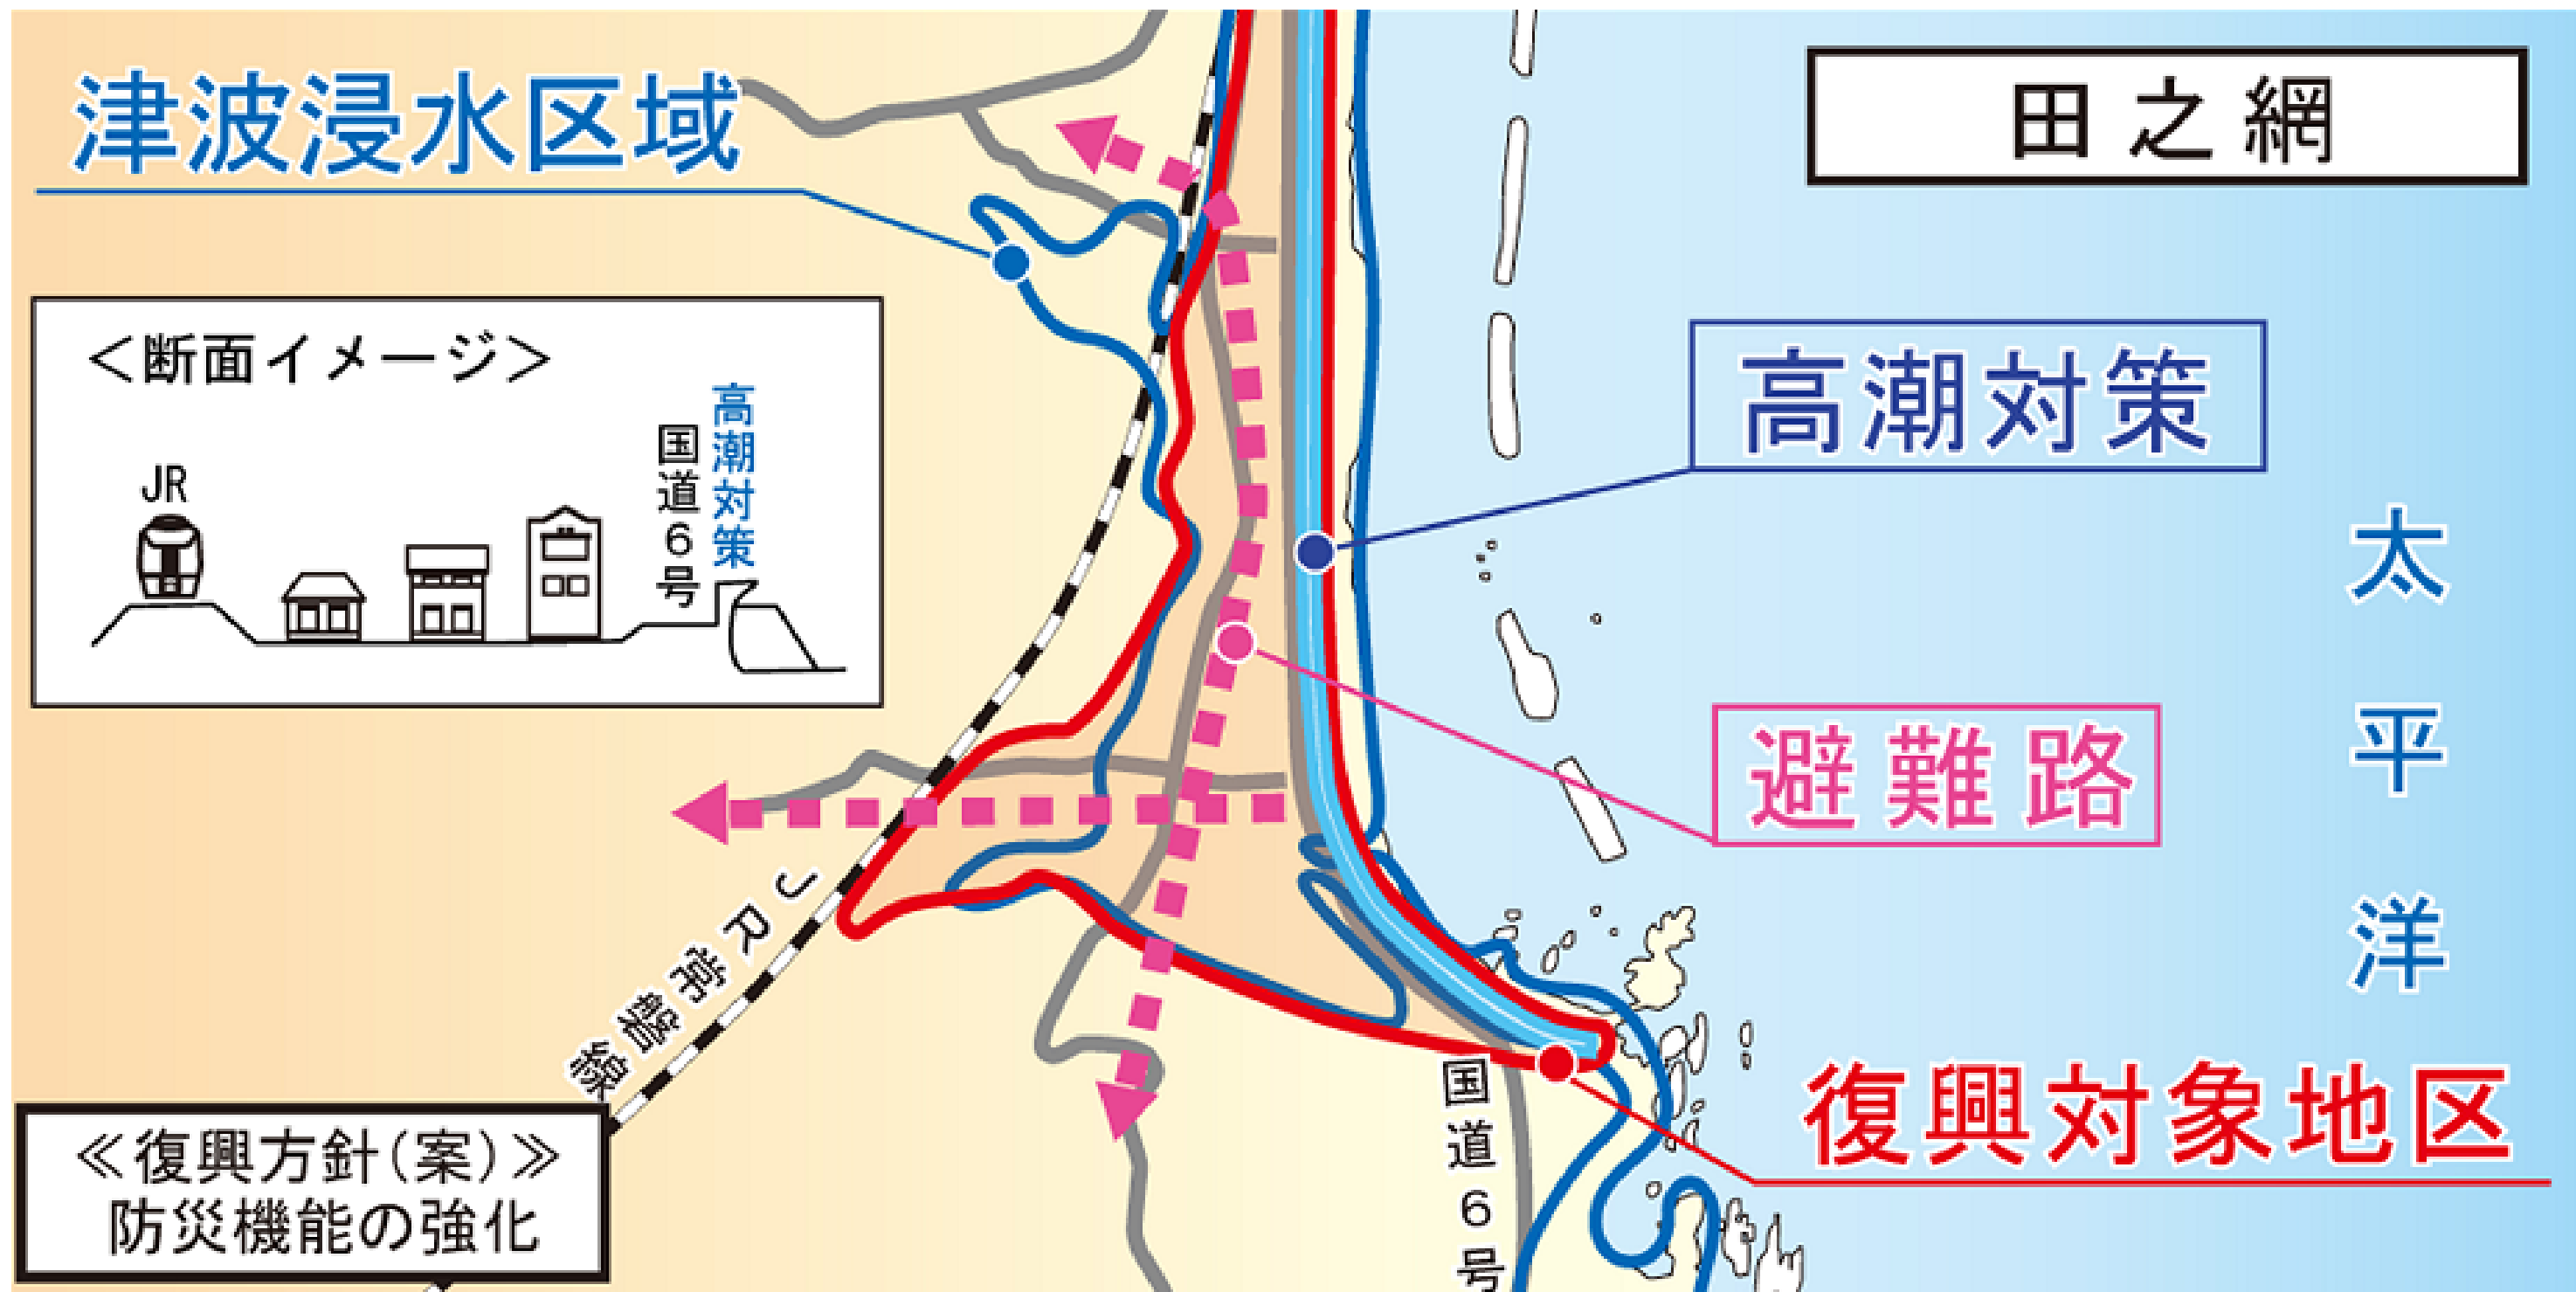 津波浸水区域
田之網
＜断面イメージ＞
高潮対策
国道6号
JR
高潮対策
太平洋
避難路
JR常磐線
復興対象地区
国道6号
≪復興方針(案)≫
防災機能の強化